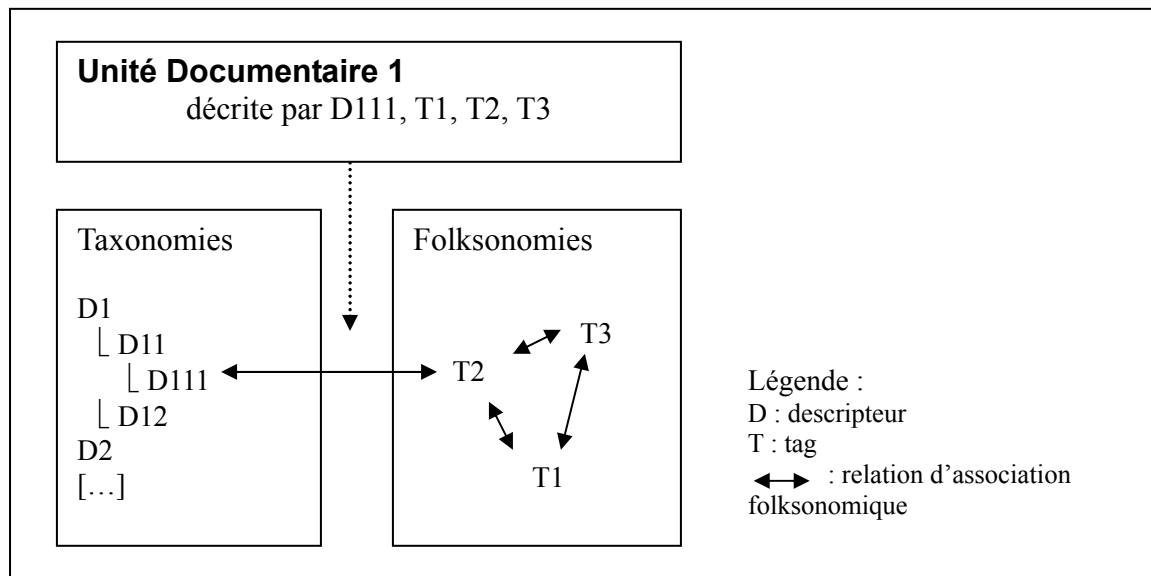 Unité Documentaire 1
décrite par D111, T1, T2, T3
Taxonomies
D1
D11
D111
D12
D2
[…]
Folksonomies
T3
T2
T1
Légende :
D : descripteur
T : tag
: relation d’association
folksonomique